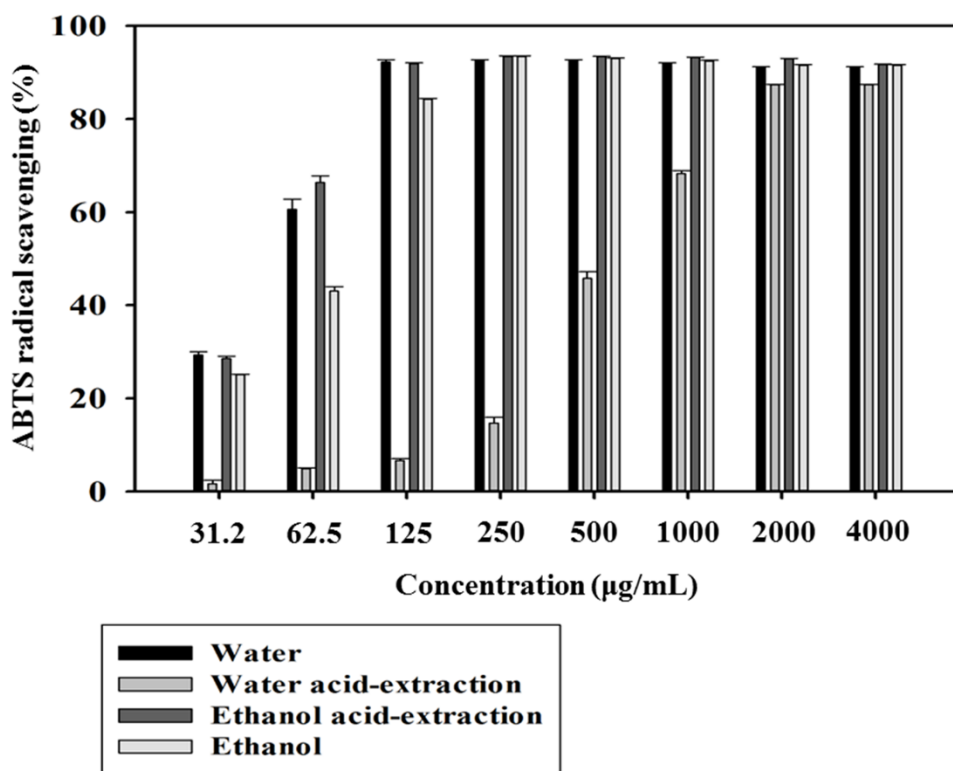 ABTS radical scavenging (%)
100
80
60
40
20
0
31.2 62.5 125 250 500 1000 2000 4000
Concentration (µg/mL)
Water
Water acid-extraction
Ethanol acid-extraction
Ethanol